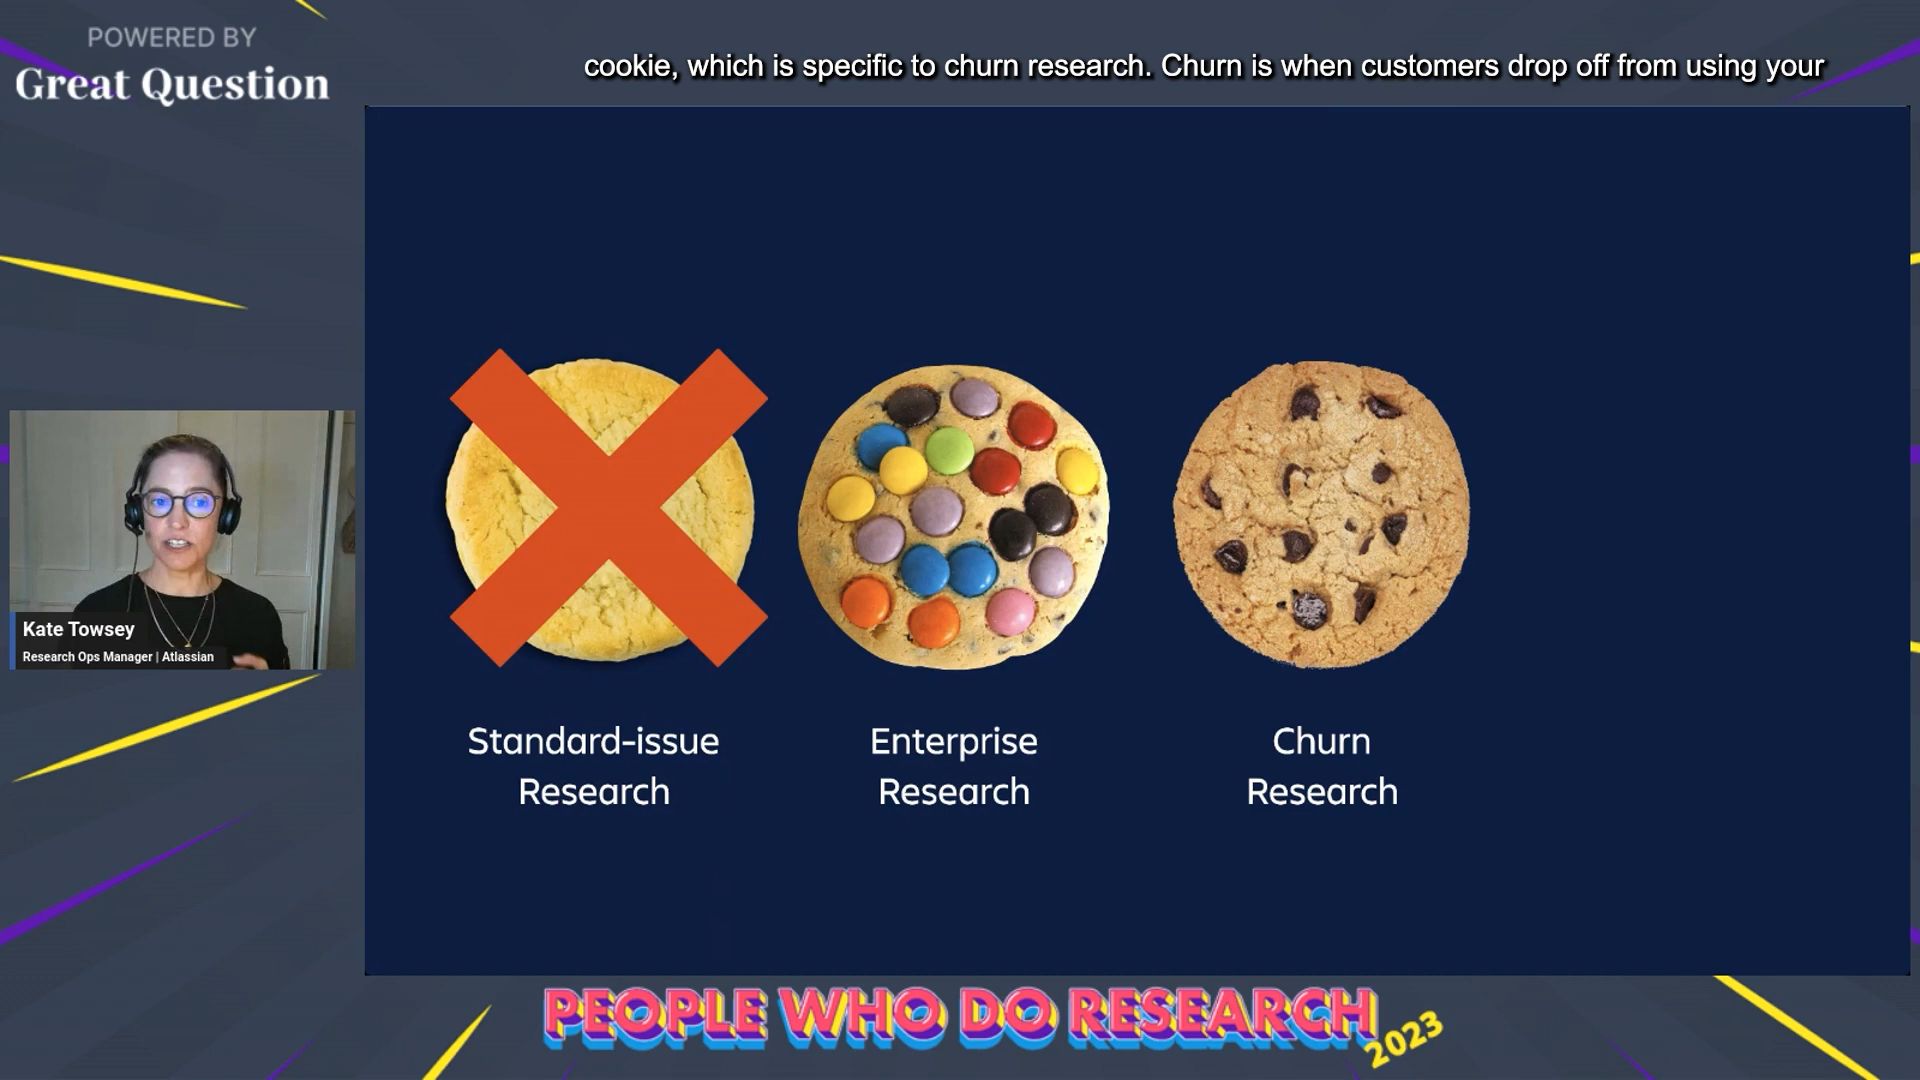 POWERED BY
Great Question
cookie, which is specific to churn research. Churn is when customers drop off from using your
Kate Towsey
Research Ops Manager | Atlassian
Standard-issue
Research
Enterprise
Research
Churn
Research
PEOPLE WHO DO RESEARCH
2023